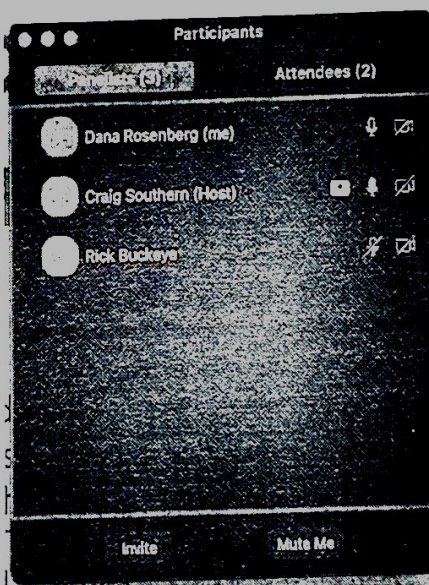 Participants
Panelists (3) Attendees (2)
Dana Rosenberg (me)
Craig Southern (Host)
Rick Buckeye
Invite Mute Me